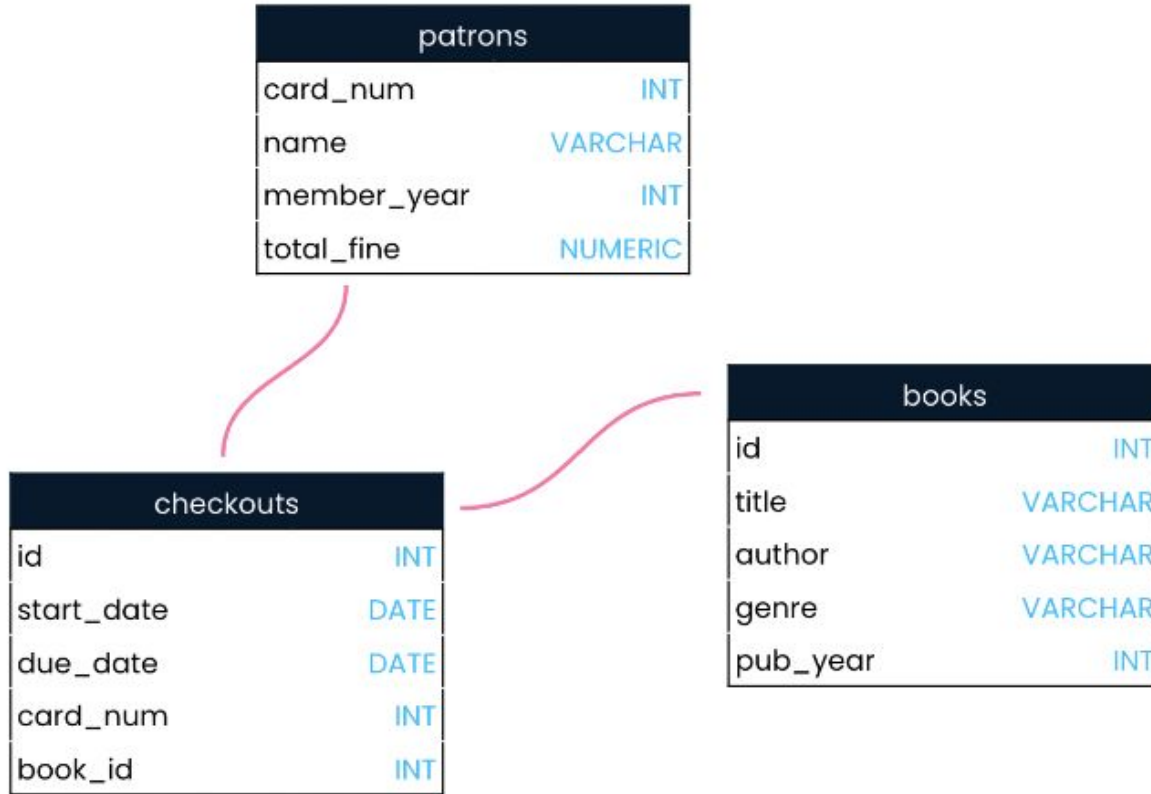 patrons
card_num INT
name VARCHAR
member_year INT
total_fine NUMERIC
checkouts
id INT
start_date DATE
due_date DATE
card_num INT
book_id INT
books
id INT
title VARCHAR
author VARCHAR
genre VARCHAR
pub_year INT